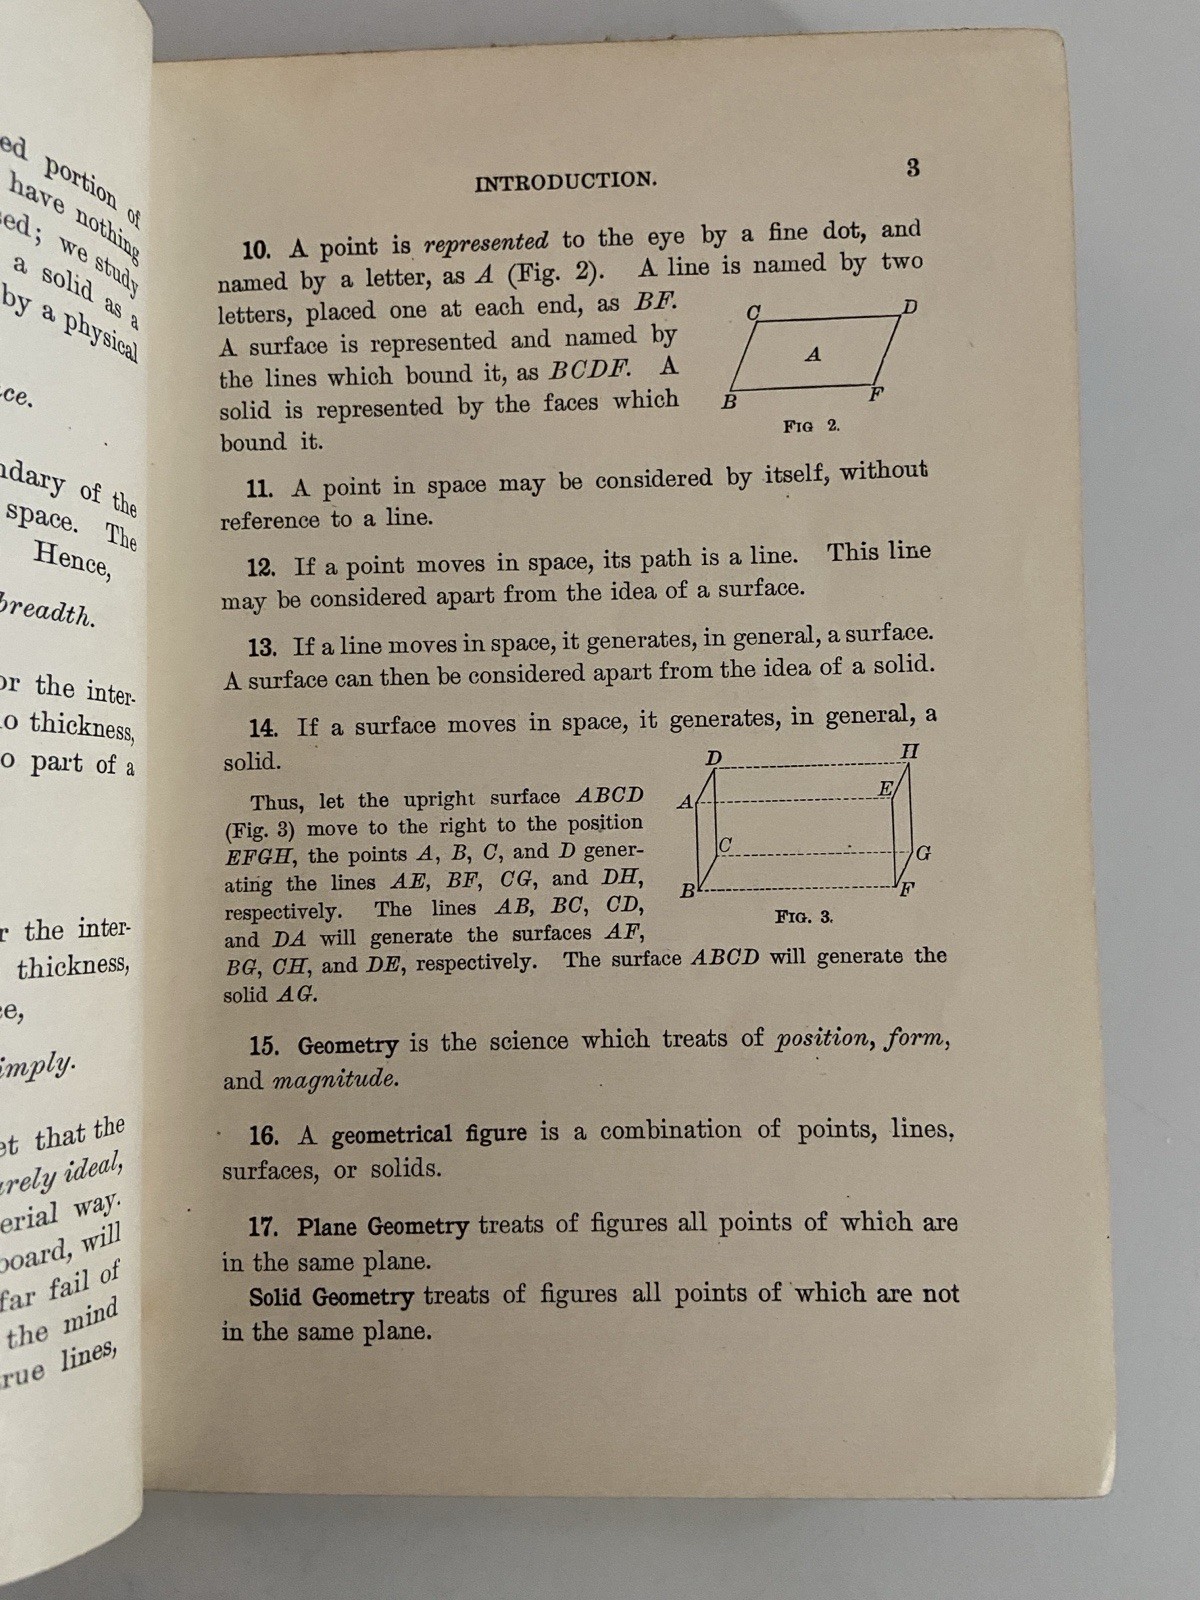 ed portion of
have nothing
sed; we study
a solid as a
by a physical
ce.
ndary of the
space. The
Hence,
breadth.
or the inter-
o thickness,
o part of a
r the inter-
thickness,
e,
imply.
et that the
urely ideal,
erial way.
board, will
far fail of
the mind
rue lines,
INTRODUCTION. 3
10. A point is represented to the eye by a fine dot, and
named by a letter, as A (Fig. 2). A line is named by two
letters, placed one at each end, as BF.
A surface is represented and named by
the lines which bound it, as BCDF. A
solid is represented by the faces which
bound it.
C D
A
B F
FIG 2.
11. A point in space may be considered by itself, without
reference to a line.
12. If a point moves in space, its path is a line. This line
may be considered apart from the idea of a surface.
13. If a line moves in space, it generates, in general, a surface.
A surface can then be considered apart from the idea of a solid.
14. If a surface moves in space, it generates, in general, a
solid.
Thus, let the upright surface ABCD
(Fig. 3) move to the right to the position
EFGH, the points A, B, C, and D gener-
ating the lines AE, BF, CG, and DH,
respectively. The lines AB, BC, CD,
and DA will generate the surfaces AF,
BG, CH, and DE, respectively. The surface ABCD will generate the
solid AG.
D H
A E
C G
B F
FIG. 3.
15. Geometry is the science which treats of position, form,
and magnitude.
16. A geometrical figure is a combination of points, lines,
surfaces, or solids.
17. Plane Geometry treats of figures all points of which are
in the same plane.
Solid Geometry treats of figures all points of which are not
in the same plane.